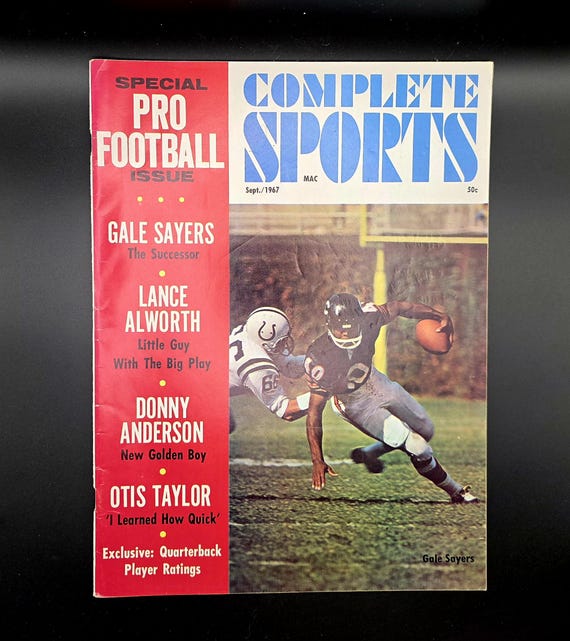 SPECIAL
PRO
FOOTBALL
ISSUE
GALE SAYERS
The Successor
LANCE
ALWORTH
Little Guy
With The Big Play
DONNY
ANDERSON
New Golden Boy
OTIS TAYLOR
'I Learned How Quick'
Exclusive: Quarterback
Player Ratings
COMPLETE
SPORTS
MAC
Sept./1967
50c
66
40
Gale Sayers